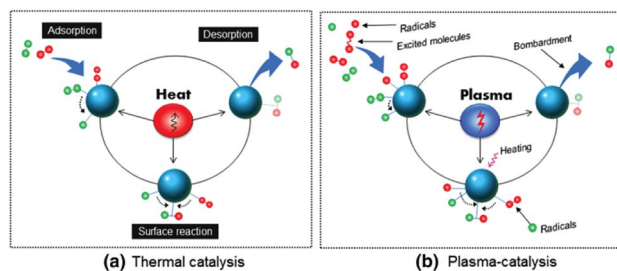 Adsorption
Desorption
Heat
Surface reaction
(a) Thermal catalysis
Radicals
Excited molecules
Bombardment
Plasma
Heating
Radicals
(b) Plasma-catalysis